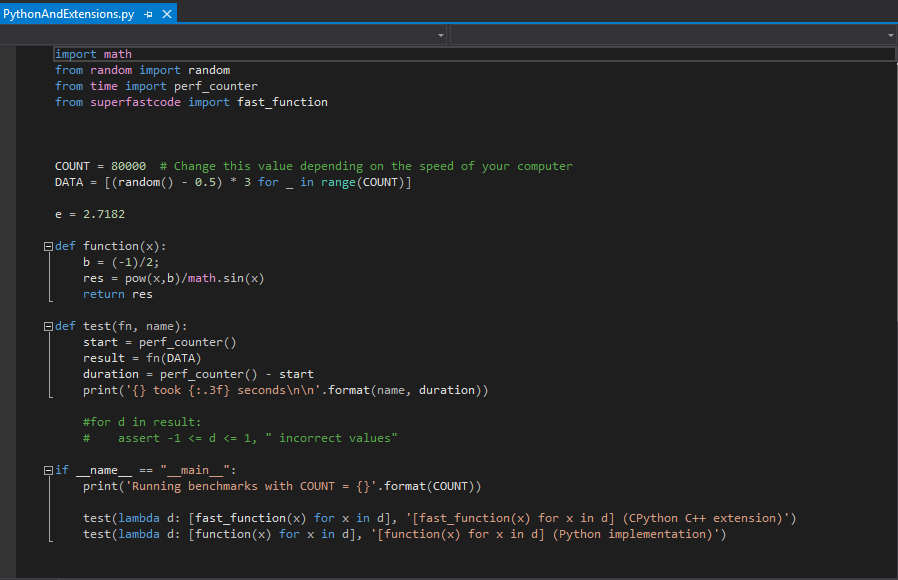 PythonAndExtensions.py
import math
from random import random
from time import perf_counter
from superfastcode import fast_function
COUNT = 80000  # Change this value depending on the speed of your computer
DATA = [(random() - 0.5) * 3 for _ in range(COUNT)]
e = 2.7182
def function(x):
    b = (-1)/2;
    res = pow(x,b)/math.sin(x)
    return res
def test(fn, name):
    start = perf_counter()
    result = fn(DATA)
    duration = perf_counter() - start
    print('{} took {:.3f} seconds\n\n'.format(name, duration))
    #for d in result:
    #    assert -1 <= d <= 1, " incorrect values"
if __name__ == "__main__":
    print('Running benchmarks with COUNT = {}'.format(COUNT))
    test(lambda d: [fast_function(x) for x in d], '[fast_function(x) for x in d] (CPython C++ extension)')
    test(lambda d: [function(x) for x in d], '[function(x) for x in d] (Python implementation)')